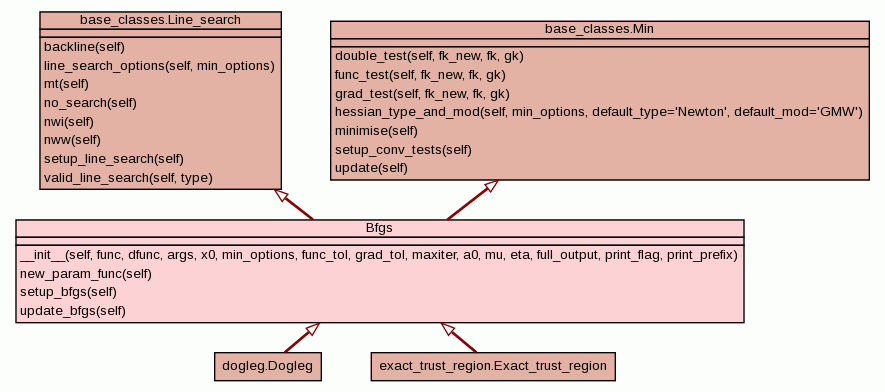 base_classes.Line_search
backline(self)
line_search_options(self, min_options)
mt(self)
no_search(self)
nwi(self)
nww(self)
setup_line_search(self)
valid_line_search(self, type)
base_classes.Min
double_test(self, fk_new, fk, gk)
func_test(self, fk_new, fk, gk)
grad_test(self, fk_new, fk, gk)
hessian_type_and_mod(self, min_options, default_type='Newton', default_mod='GMW')
minimise(self)
setup_conv_tests(self)
update(self)
Bfgs
__init__(self, func, dfunc, args, x0, min_options, func_tol, grad_tol, maxiter, a0, mu, eta, full_output, print_flag, print_prefix)
new_param_func(self)
setup_bfgs(self)
update_bfgs(self)
dogleg.Dogleg
exact_trust_region.Exact_trust_region